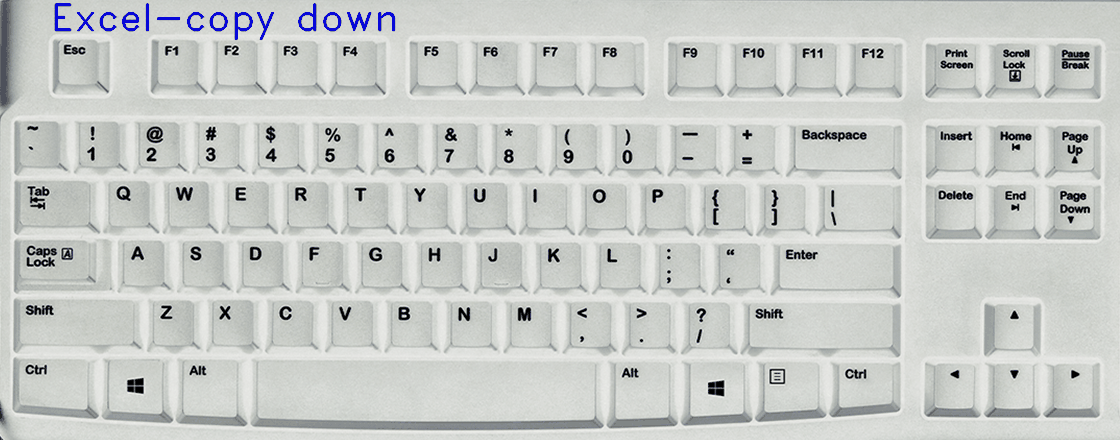 Excel-copy down
Esc F1 F2 F3 F4 F5 F6 F7 F8 F9 F10 F11 F12 Print Screen Scroll Lock Pause Break
~ ` ! 1 @ 2 # 3 $ 4 % 5 ^ 6 & 7 * 8 ( 9 ) 0 — - + = Backspace Insert Home Page Up
Tab Q W E R T Y U I O P { [ } ] | \ Delete End Page Down
Caps Lock A A S D F G H J K L : ; “ ‘ Enter
Shift Z X C V B N M < , > . ? / Shift
Ctrl Alt Alt Ctrl